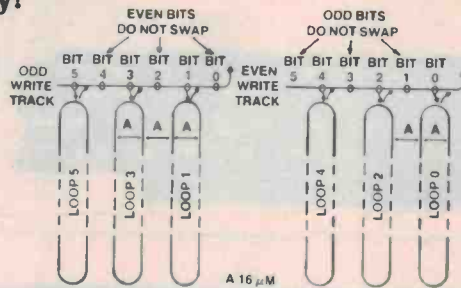 y!
EVEN BITS
DO NOT SWAP
BIT BIT BIT BIT BIT BIT
5 4 3 2 1 0
ODD
WRITE
TRACK
A A
LOOP 5
LOOP 3
LOOP 1
ODD BITS
DO NOT SWAP
BIT BIT BIT BIT BIT BIT
5 4 3 2 1 0
EVEN
WRITE
TRACK
A A
LOOP 4
LOOP 2
LOOP 0
A 16 µM